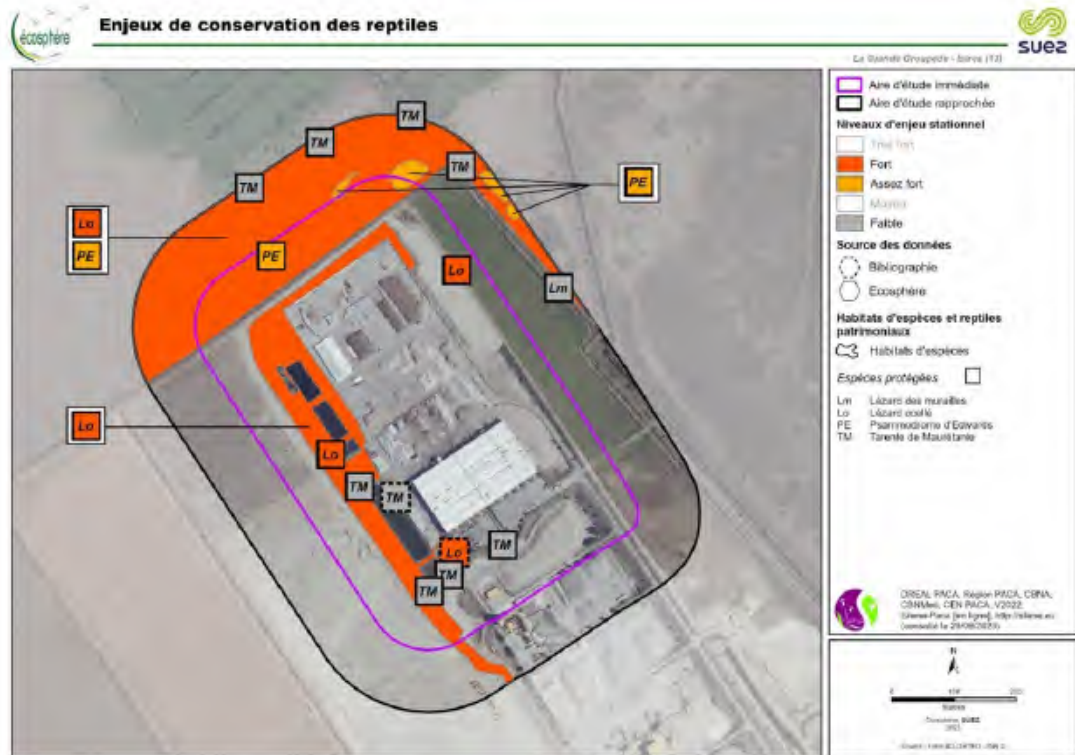 écosphère
Enjeux de conservation des reptiles
suez
Aire d'étude immédiate
Aire d'étude rapprochée
Niveaux d'enjeu stationnel
Très fort
Fort
Assez fort
Moyen
Faible
Source des données
Bibliographie
Ecosphère
Habitats d'espèces et reptiles
patrimoniaux
Habitats d'espèces
Espèces protégées
Lm Lézard des murailles
Lo Lézard ocellé
PE Psammodrome d'Edwards
TM Tarente de Maurétanie
DREAL PACA, Région PACA, CBNA,
CBNMed, CEN PACA, V2022
N
TM
TM
TM
TM
PE
Lo
PE
PE
Lo
Lm
Lo
Lo
TM
TM
Lo
TM
TM
TM